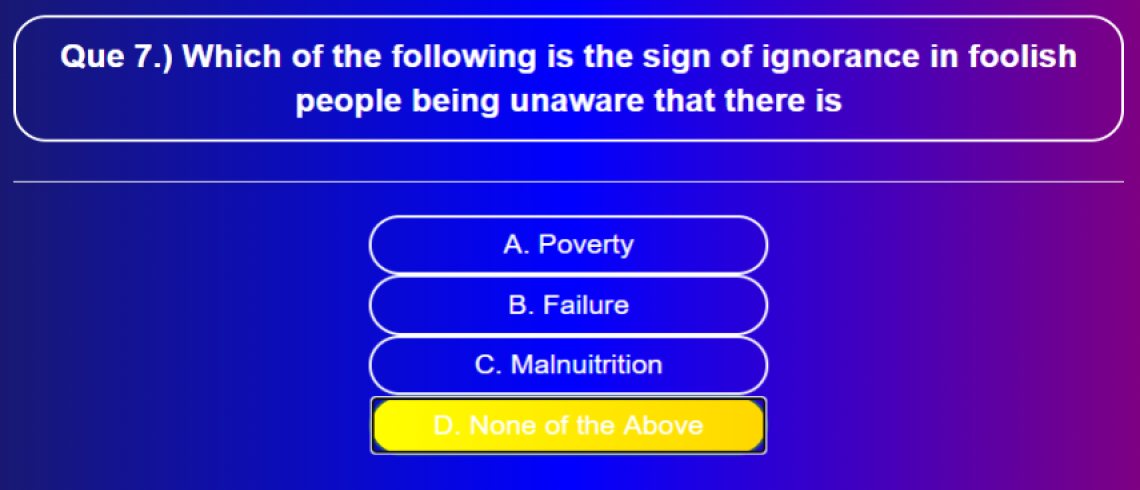 Que 7.) Which of the following is the sign of ignorance in foolish
people being unaware that there is
A. Poverty
B. Failure
C. Malnuitrition
D. None of the Above